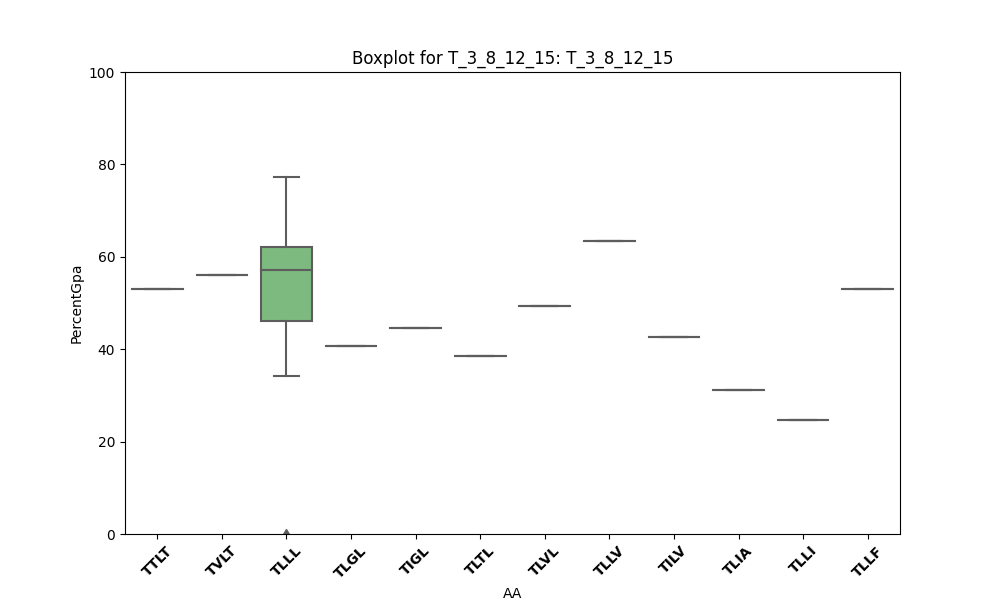 Boxplot for T_3_8_12_15: T_3_8_12_15
100
80
60
40
20
0
PercentGpa
TTLT
TVLT
TLLL
TLGL
TIGL
TLTL
TLVL
TLLV
TILV
TLIA
TLLI
TLLF
AA